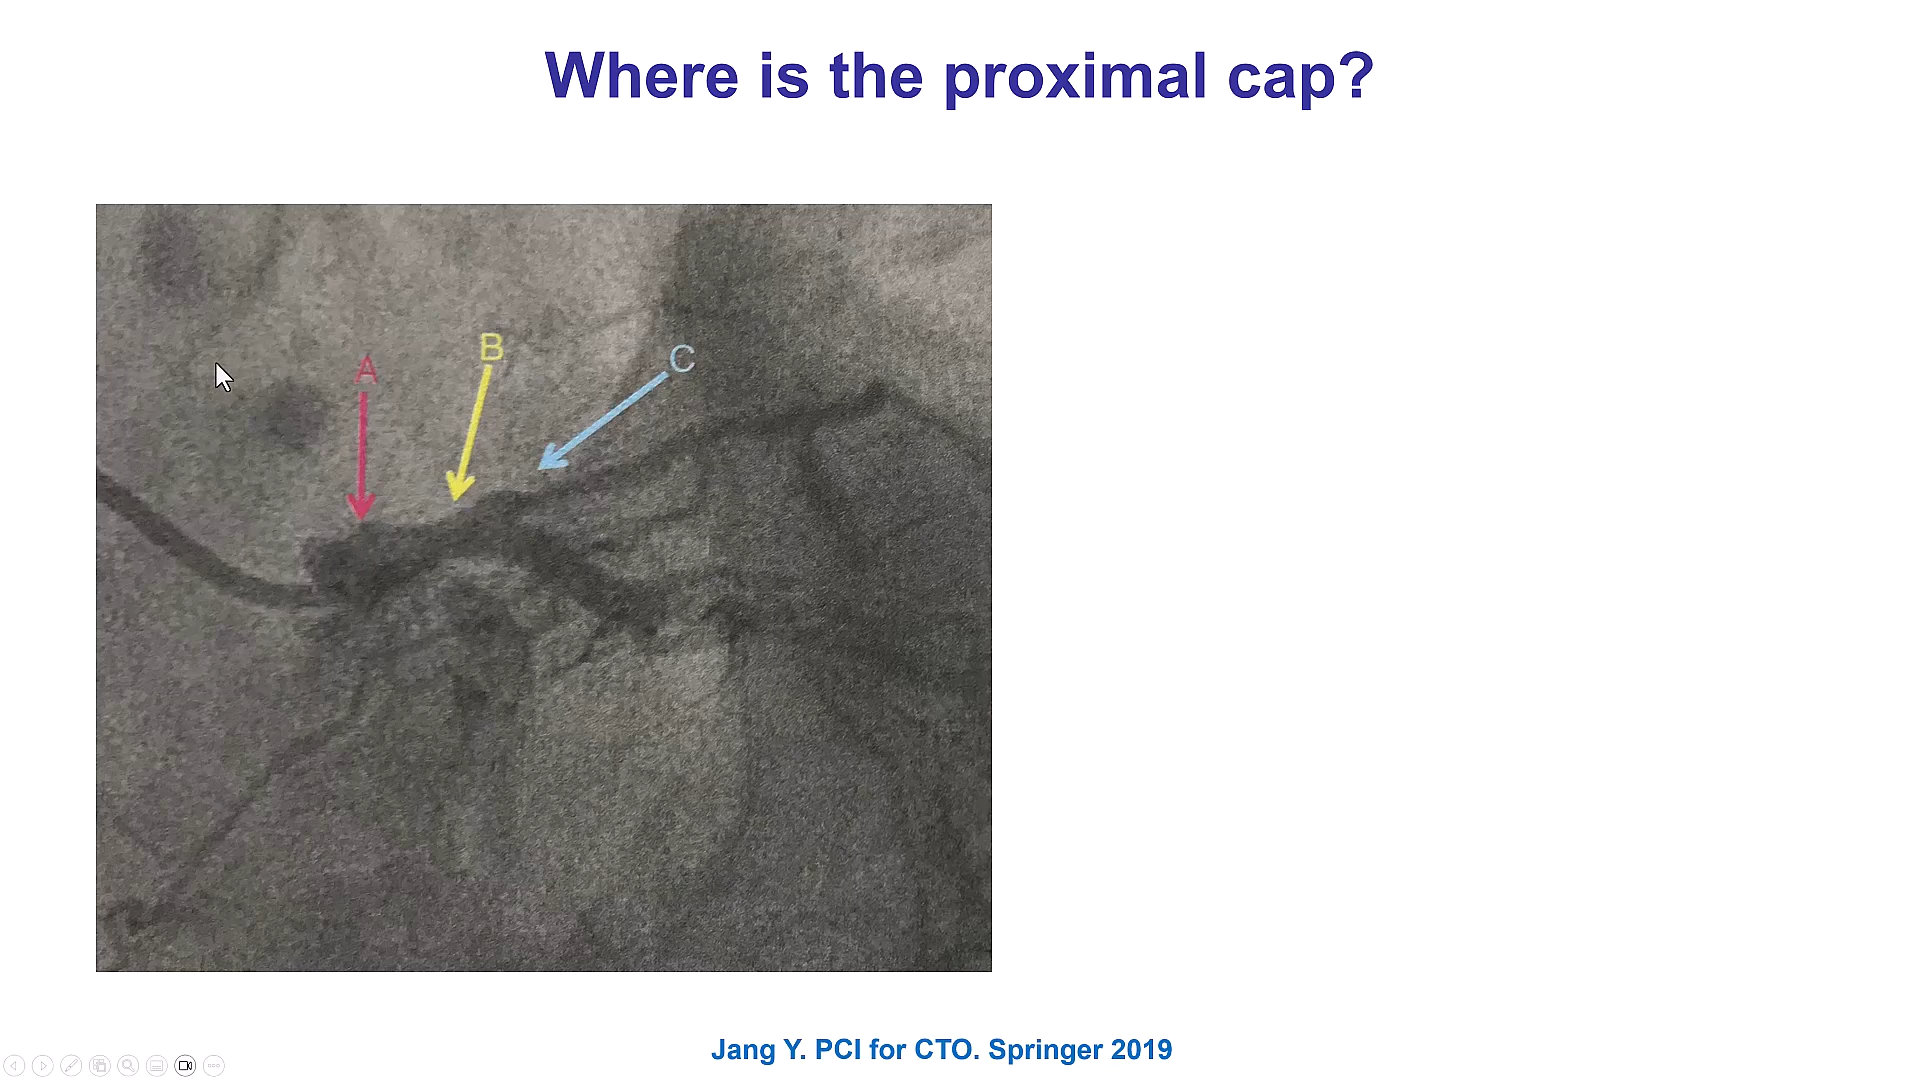 Where is the proximal cap?
A
B
C
Jang Y. PCI for CTO. Springer 2019